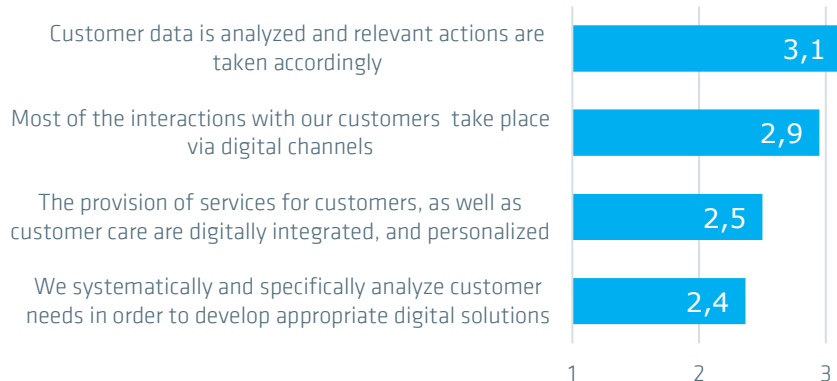 Customer data is analyzed and relevant actions are
taken accordingly
3,1
Most of the interactions with our customers take place
via digital channels
2,9
The provision of services for customers, as well as
customer care are digitally integrated, and personalized
2,5
We systematically and specifically analyze customer
needs in order to develop appropriate digital solutions
2,4
1 2 3